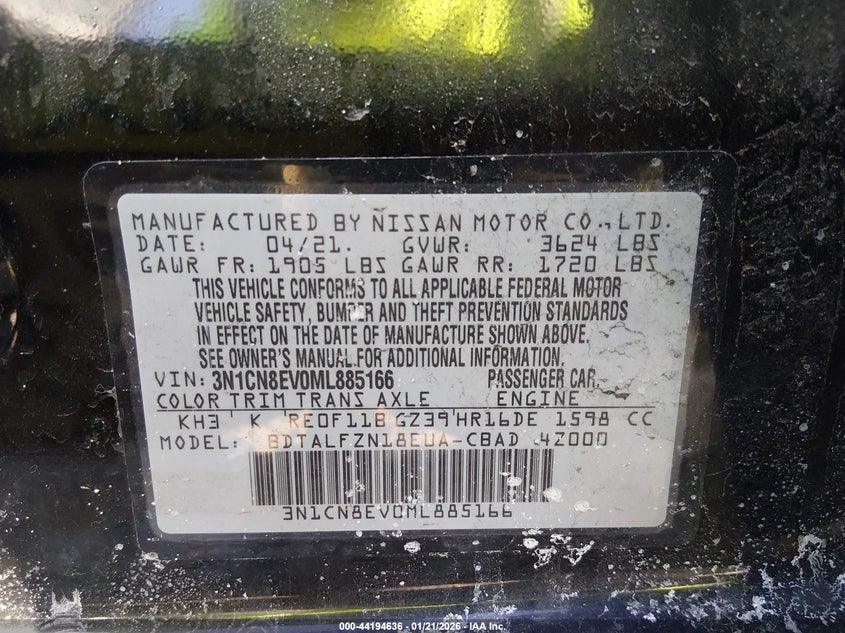 MANUFACTURED BY NISSAN MOTOR CO., LTD.
DATE: 04/21. GVWR: 3624 LBS
GAWR FR: 1905 LBS GAWR RR: 1720 LBS
THIS VEHICLE CONFORMS TO ALL APPLICABLE FEDERAL MOTOR
VEHICLE SAFETY, BUMPER AND THEFT PREVENTION STANDARDS
IN EFFECT ON THE DATE OF MANUFACTURE SHOWN ABOVE.
SEE OWNER'S MANUAL FOR ADDITIONAL INFORMATION.
VIN: 3N1CN8EV0ML885166 PASSENGER CAR.
COLOR TRIM TRANS AXLE ENGINE
KH3 K RE0F11B GZ39 HR16DE 1598 CC
MODEL: BDTALFZN18EUA-CBAD 4Z000
3N1CN8EV0ML885166
000-44194636 - 01/21/2026 - IAA Inc.